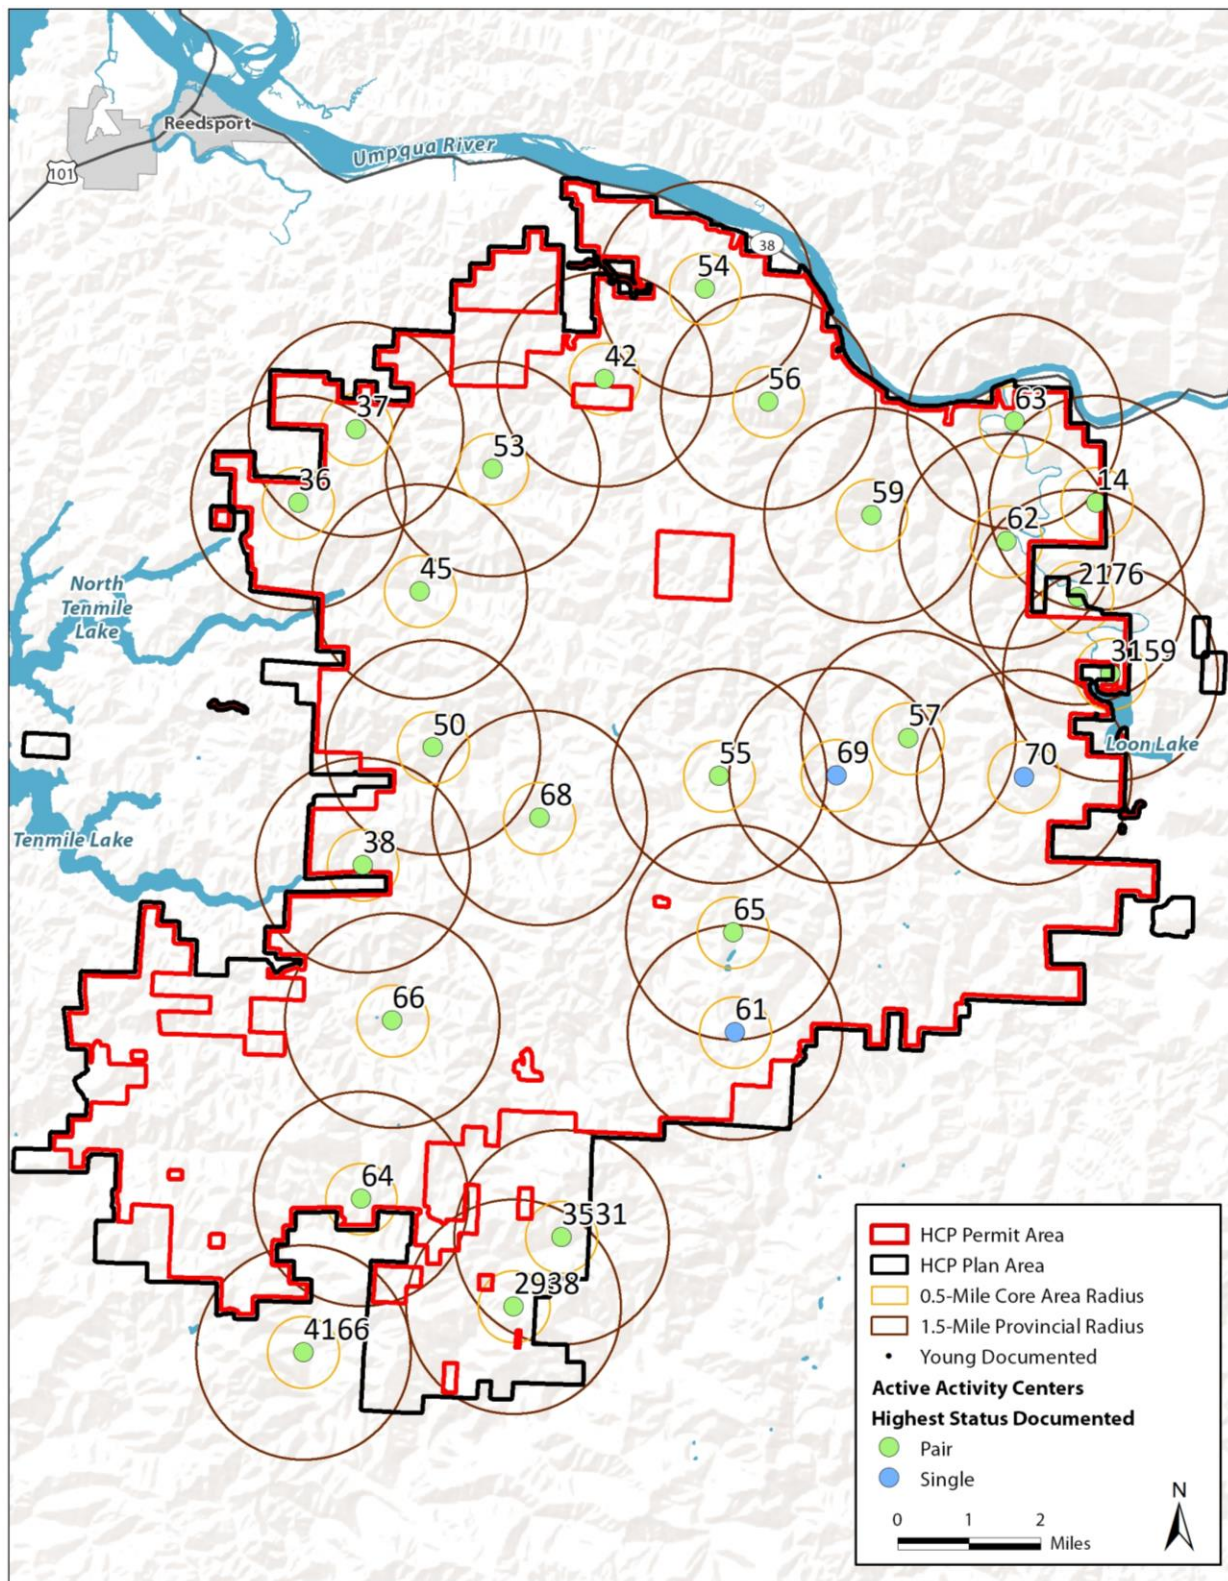 Reedsport
101
Umpqua River
38
54
42
56
63
37
53
36
14
59
62
45
2176
North
Tenmile
Lake
3159
50
55
69
57
70
Loon Lake
68
Tenmile Lake
38
65
66
61
64
3531
2938
4166
HCP Permit Area
HCP Plan Area
0.5-Mile Core Area Radius
1.5-Mile Provincial Radius
Young Documented
Active Activity Centers
Highest Status Documented
Pair
Single
N
0 1 2
Miles